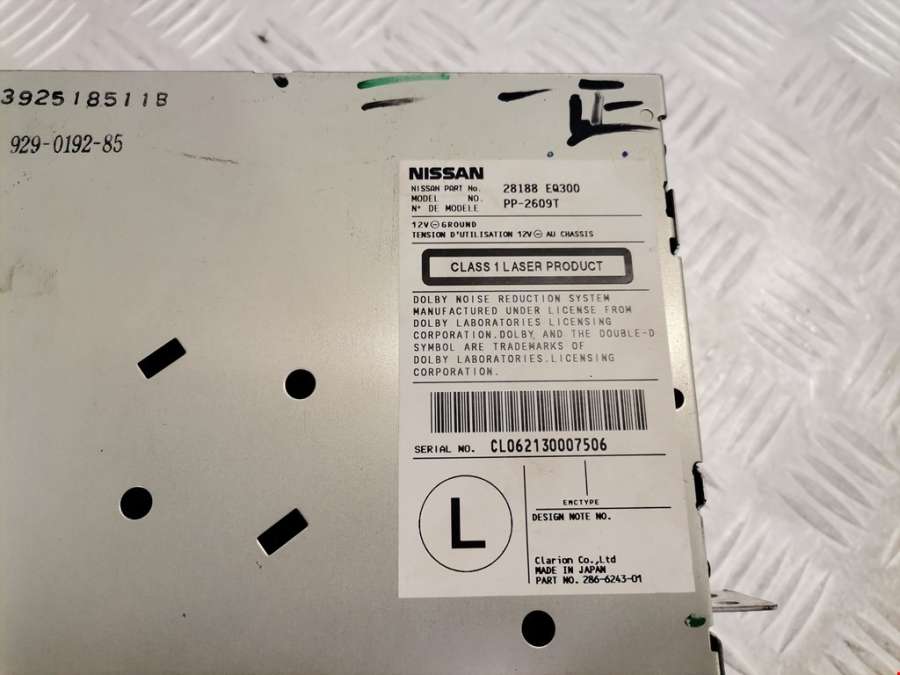 3925185118
929-0192-85
NISSAN
NISSAN PART No. 28188 EQ300
MODEL NO. PP-2609T
N° DE MODELE
12V⊖GROUND
TENSION D'UTILISATION 12V⊖ AU CHASSIS
CLASS 1 LASER PRODUCT
DOLBY NOISE REDUCTION SYSTEM
MANUFACTURED UNDER LICENSE FROM
DOLBY LABORATORIES LICENSING
CORPORATION.DOLBY AND THE DOUBLE-D
SYMBOL ARE TRADEMARKS OF
DOLBY LABORATORIES.LICENSING
CORPORATION.
SERIAL NO. CL062130007506
L
EMCTYPE
DESIGN NOTE NO.
Clarion Co.,Ltd
MADE IN JAPAN
PART NO. 286-6243-01